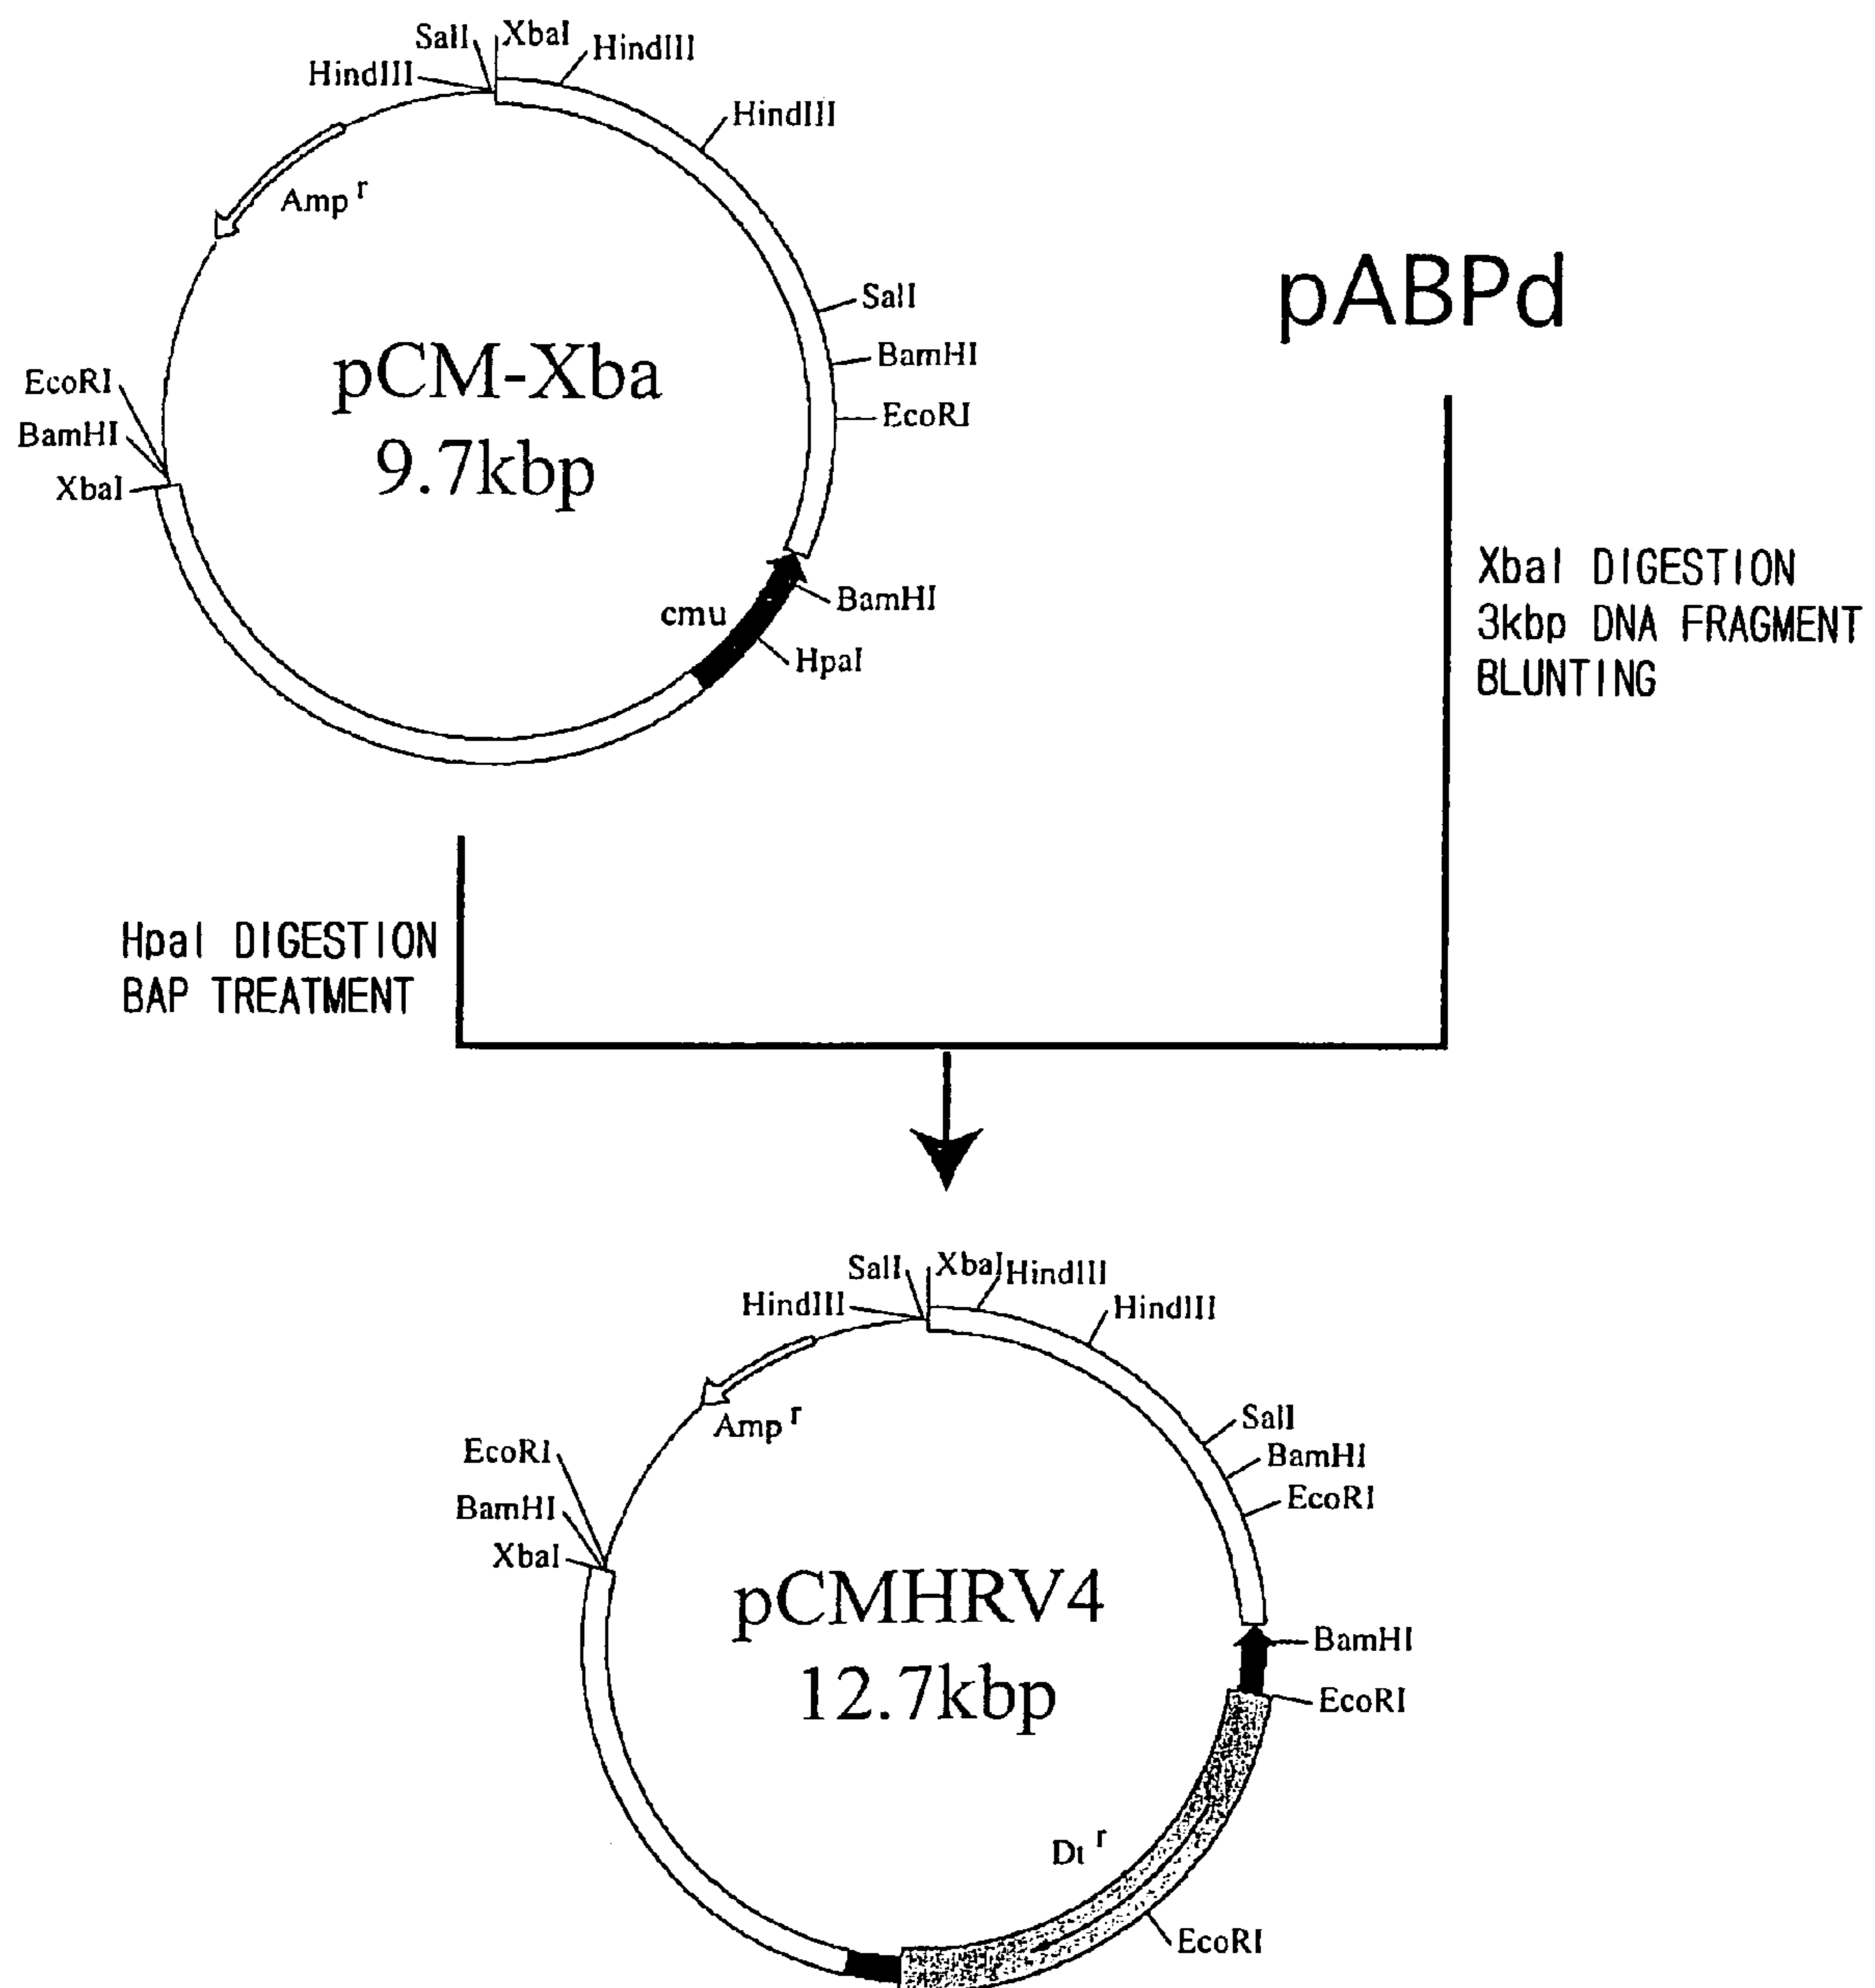 SalI
XbaI
HindIII
HindIII
HindIII
Amp r
SalI
BamHI
EcoRI
pCM-Xba
9.7kbp
EcoRI
BamHI
XbaI
cmu
BamHI
HpaI
pABPd
XbaI DIGESTION
3kbp DNA FRAGMENT
BLUNTING
HpaI DIGESTION
BAP TREATMENT
SalI
XbaI
HindIII
HindIII
HindIII
Amp r
SalI
BamHI
EcoRI
EcoRI
BamHI
XbaI
pCMHRV4
12.7kbp
BamHI
EcoRI
Dt r
EcoRI